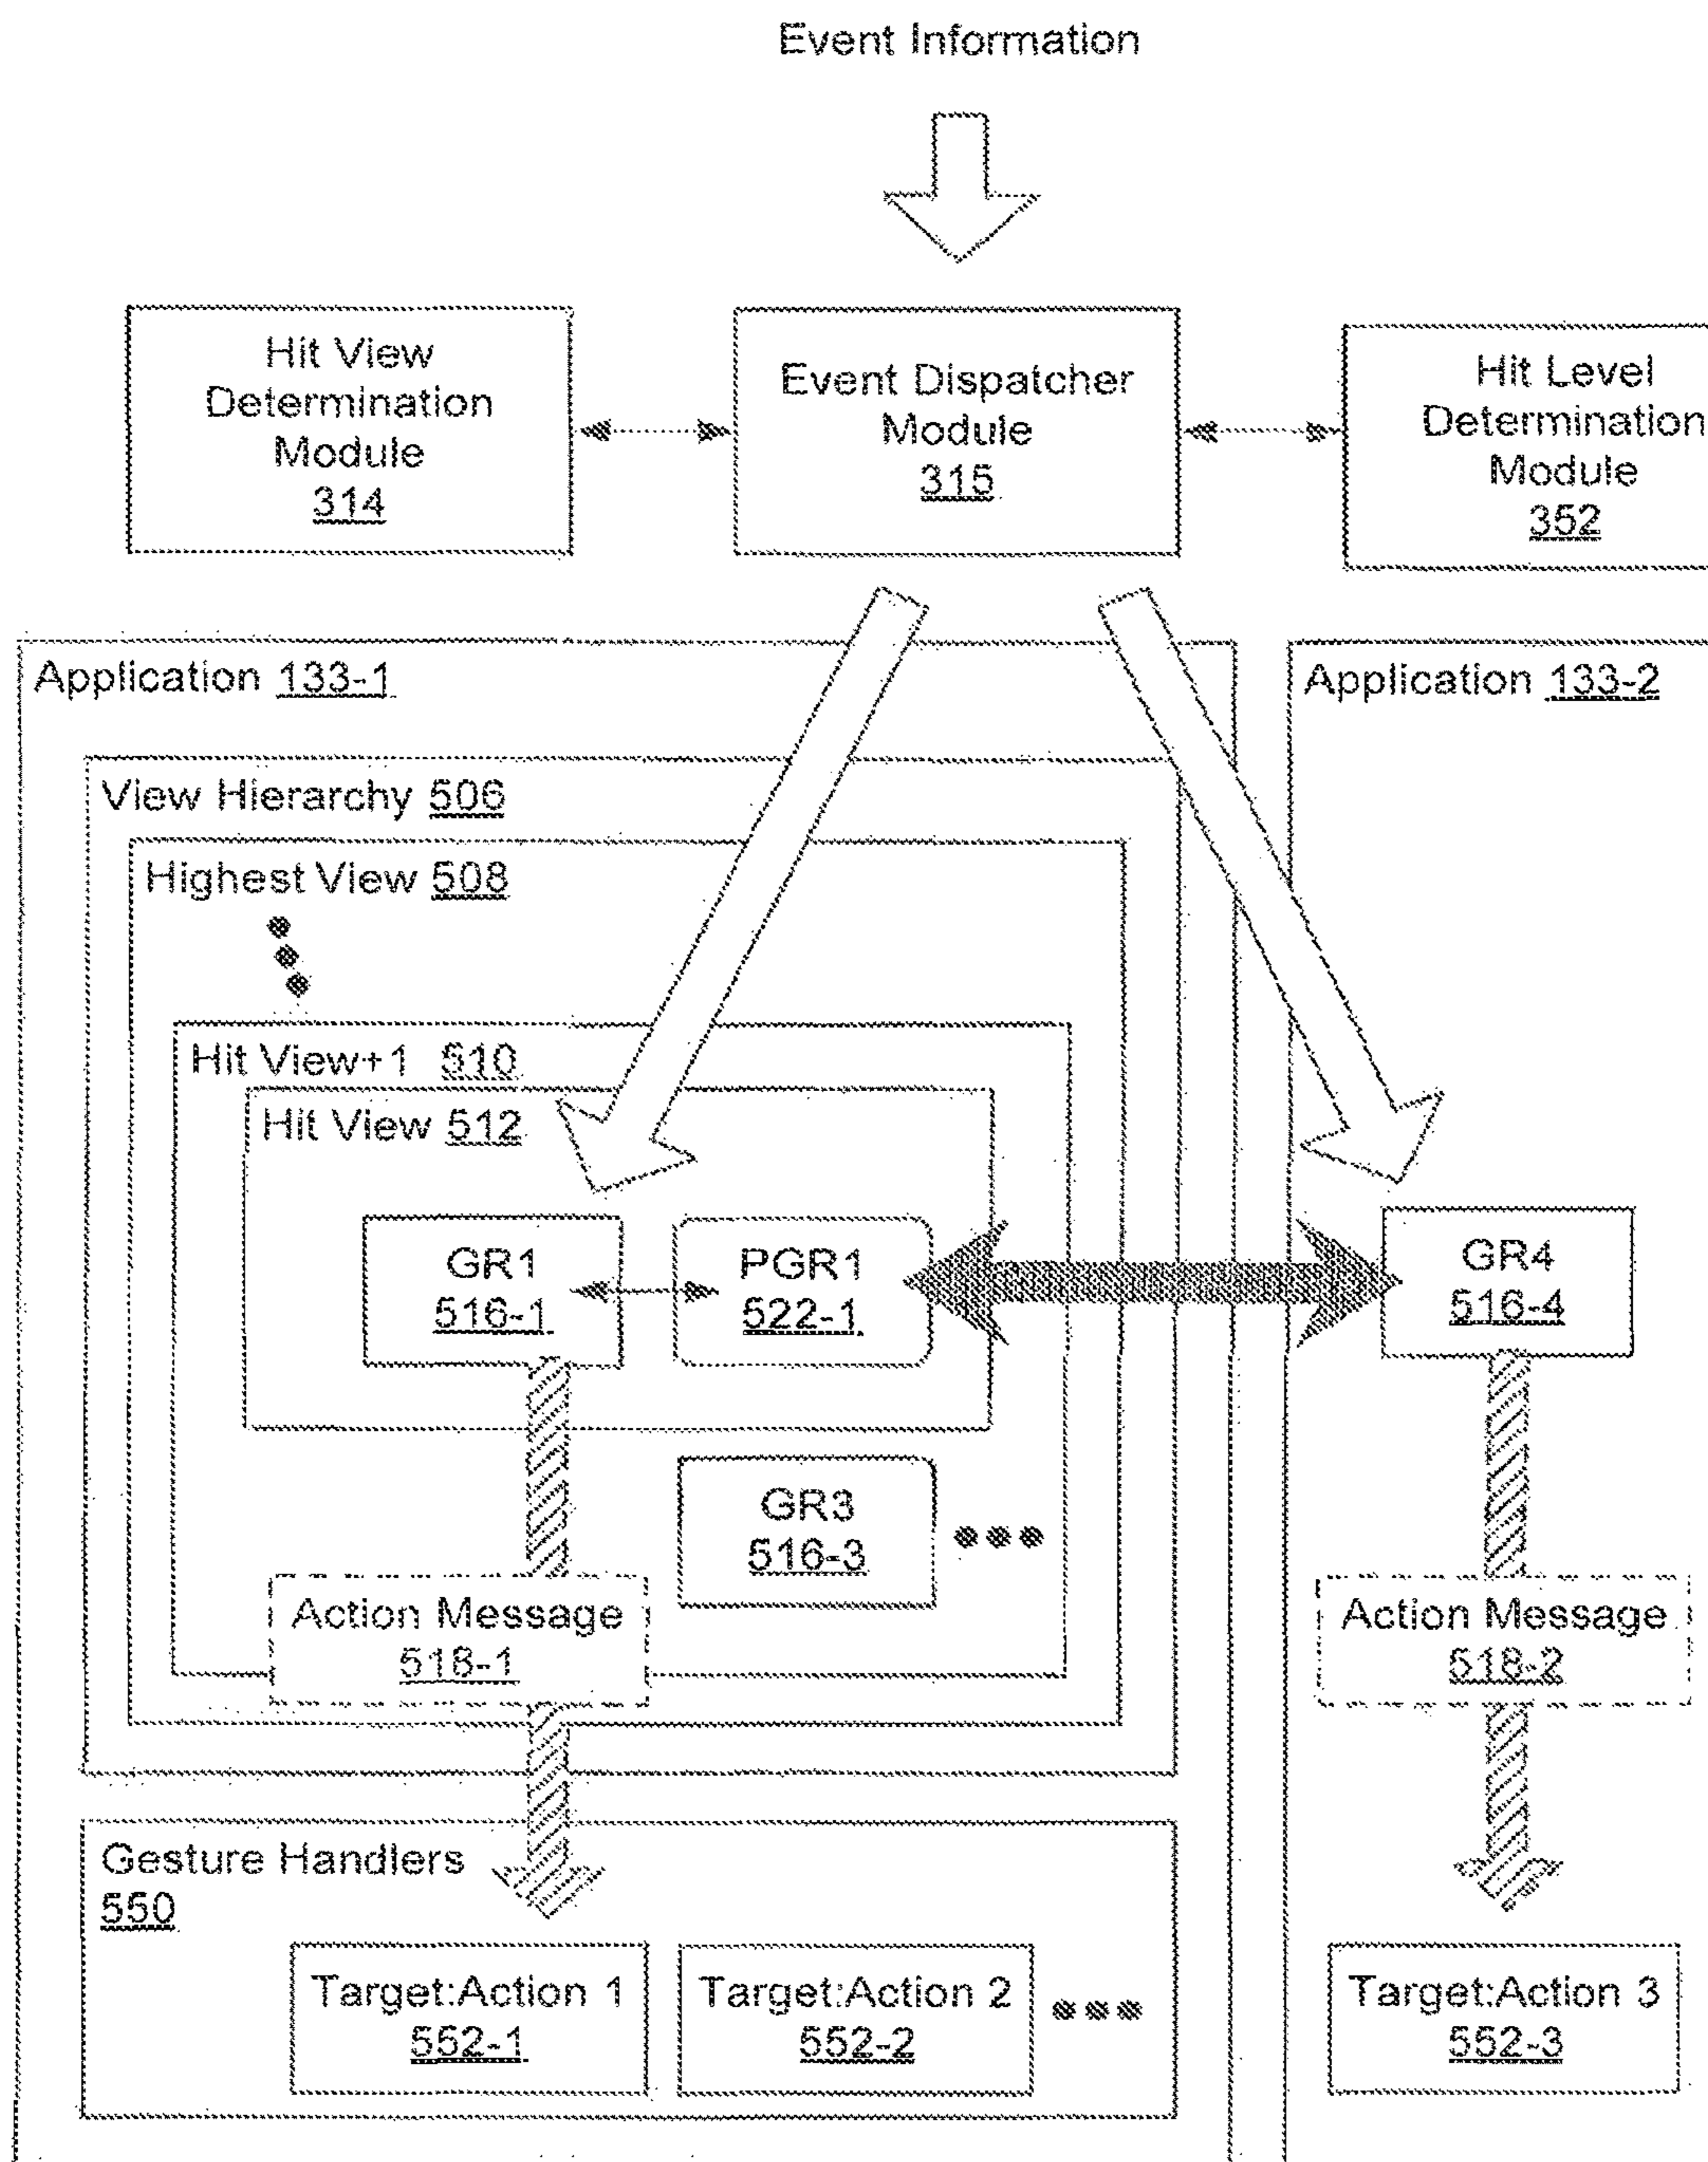 Event Information
Hit View
Determination
Module
314
Event Dispatcher
Module
315
Hit Level
Determination
Module
352
Application 133-1
Application 133-2
View Hierarchy 506
Highest View 508
Hit View+1 510
Hit View 512
GR1
516-1
PGR1
522-1
GR4
516-4
GR3
516-3
Action Message
518-1
Action Message
518-2
Gesture Handlers
550
Target:Action 1
552-1
Target:Action 2
552-2
Target:Action 3
552-3